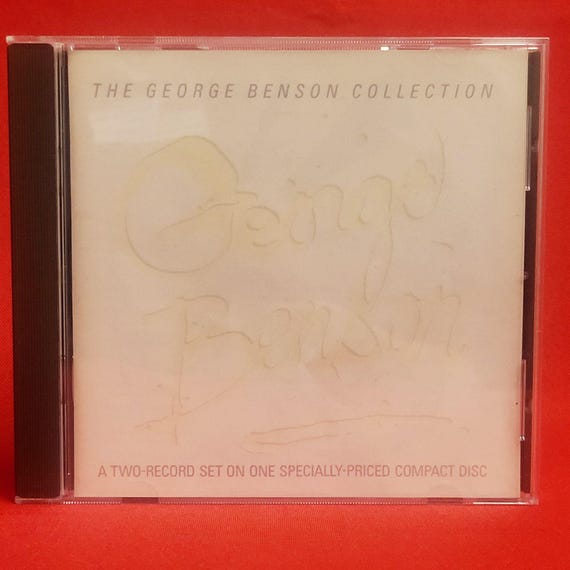 THE GEORGE BENSON COLLECTION
George
Benson
A TWO-RECORD SET ON ONE SPECIALLY-PRICED COMPACT DISC